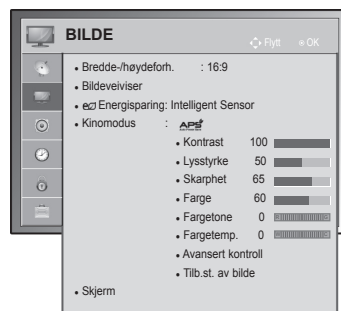 BILDE
Flytt OK
• Bredde-/høydeforh. : 16:9
• Bildeveiviser
• Energisparing: Intelligent Sensor
• Kinomodus : APS
• Kontrast 100
• Lysstyrke 50
• Skarphet 65
• Farge 60
• Fargetone 0
• Fargetemp. 0
• Avansert kontroll
• Tilb.st. av bilde
• Skjerm